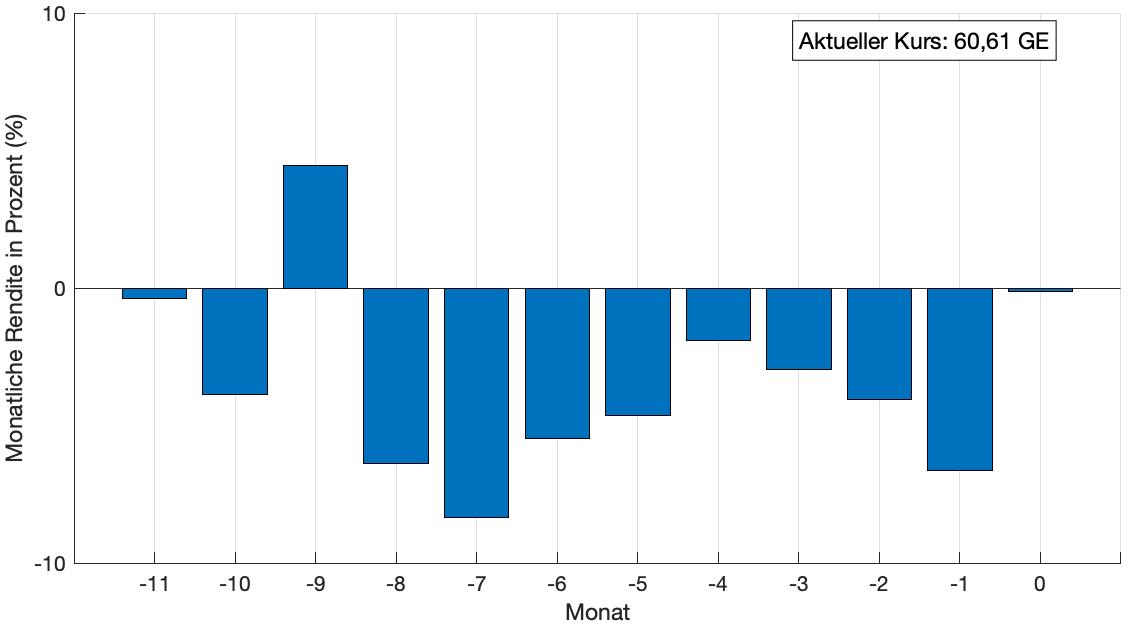 10
Aktueller Kurs: 60,61 GE
Monatliche Rendite in Prozent (%)
0
-10
-11 -10 -9 -8 -7 -6 -5 -4 -3 -2 -1 0
Monat